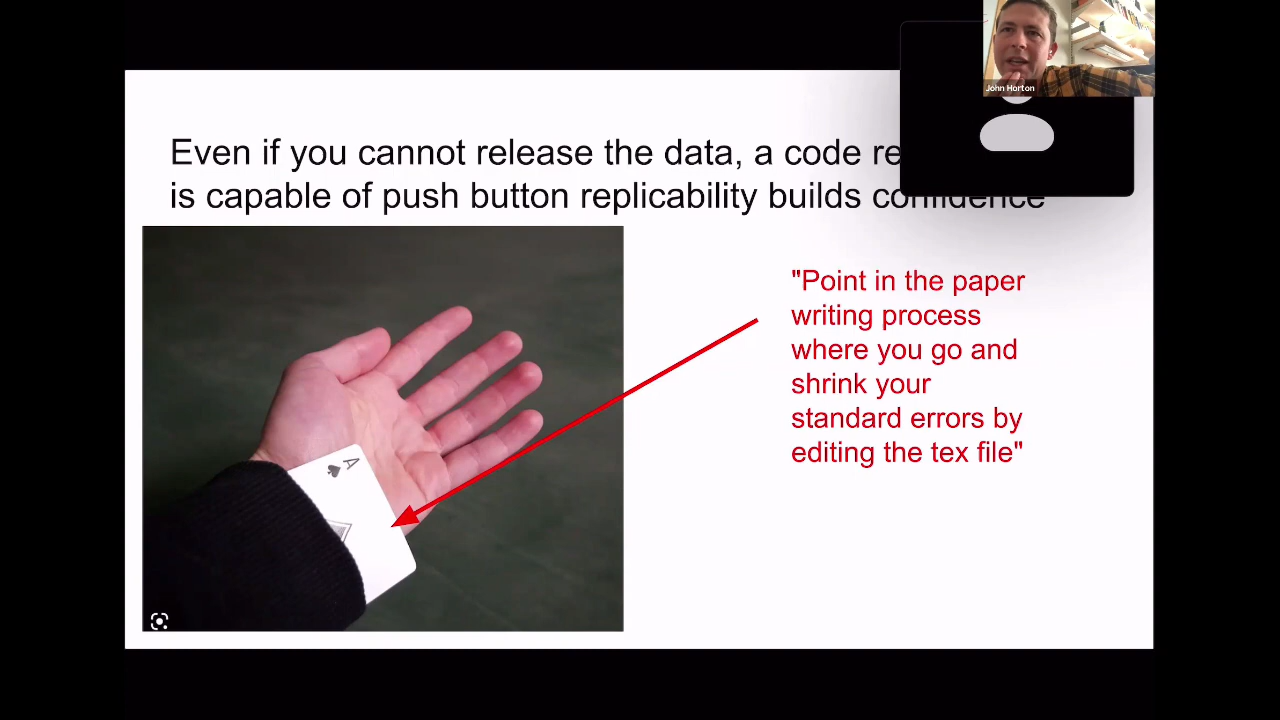 John Horton
Even if you cannot release the data, a code re
is capable of push button replicability builds confidence
"Point in the paper
writing process
where you go and
shrink your
standard errors by
editing the tex file"
A